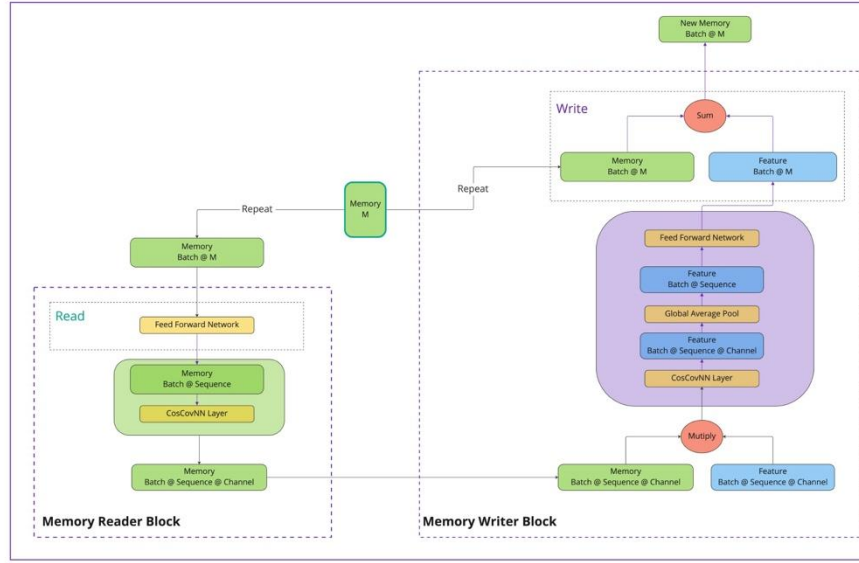 New Memory
Batch @ M
Write
Sum
Memory
Batch @ M
Feature
Batch @ M
Repeat
Memory
M
Repeat
Memory
Batch @ M
Feed Forward Network
Feature
Batch @ Sequence
Global Average Pool
Feature
Batch @ Sequence @ Channel
CosCovNN Layer
Read
Feed Forward Network
Memory
Batch @ Sequence
CosCovNN Layer
Mutiply
Memory
Batch @ Sequence @ Channel
Memory
Batch @ Sequence @ Channel
Feature
Batch @ Sequence @ Channel
Memory Reader Block
Memory Writer Block